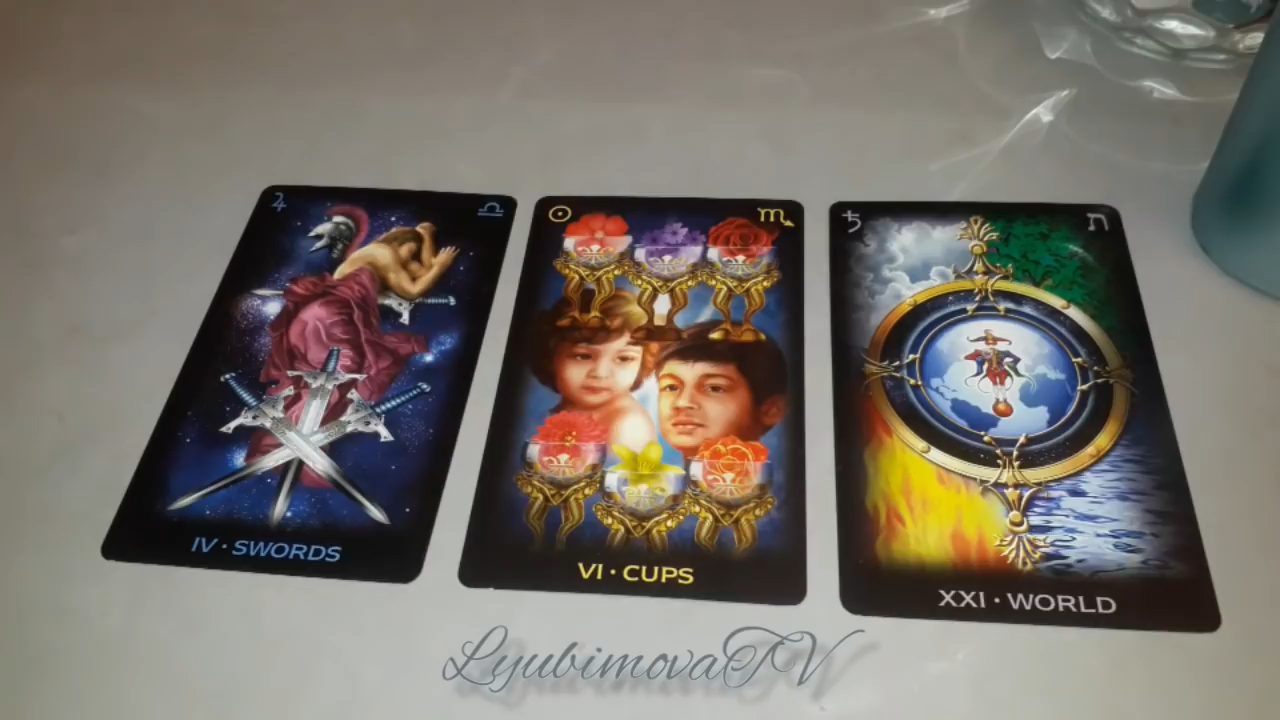 ♃ ♎
IV · SWORDS
☉ ♏
VI · CUPS
♄ ת
XXI · WORLD
LyubimovaTV